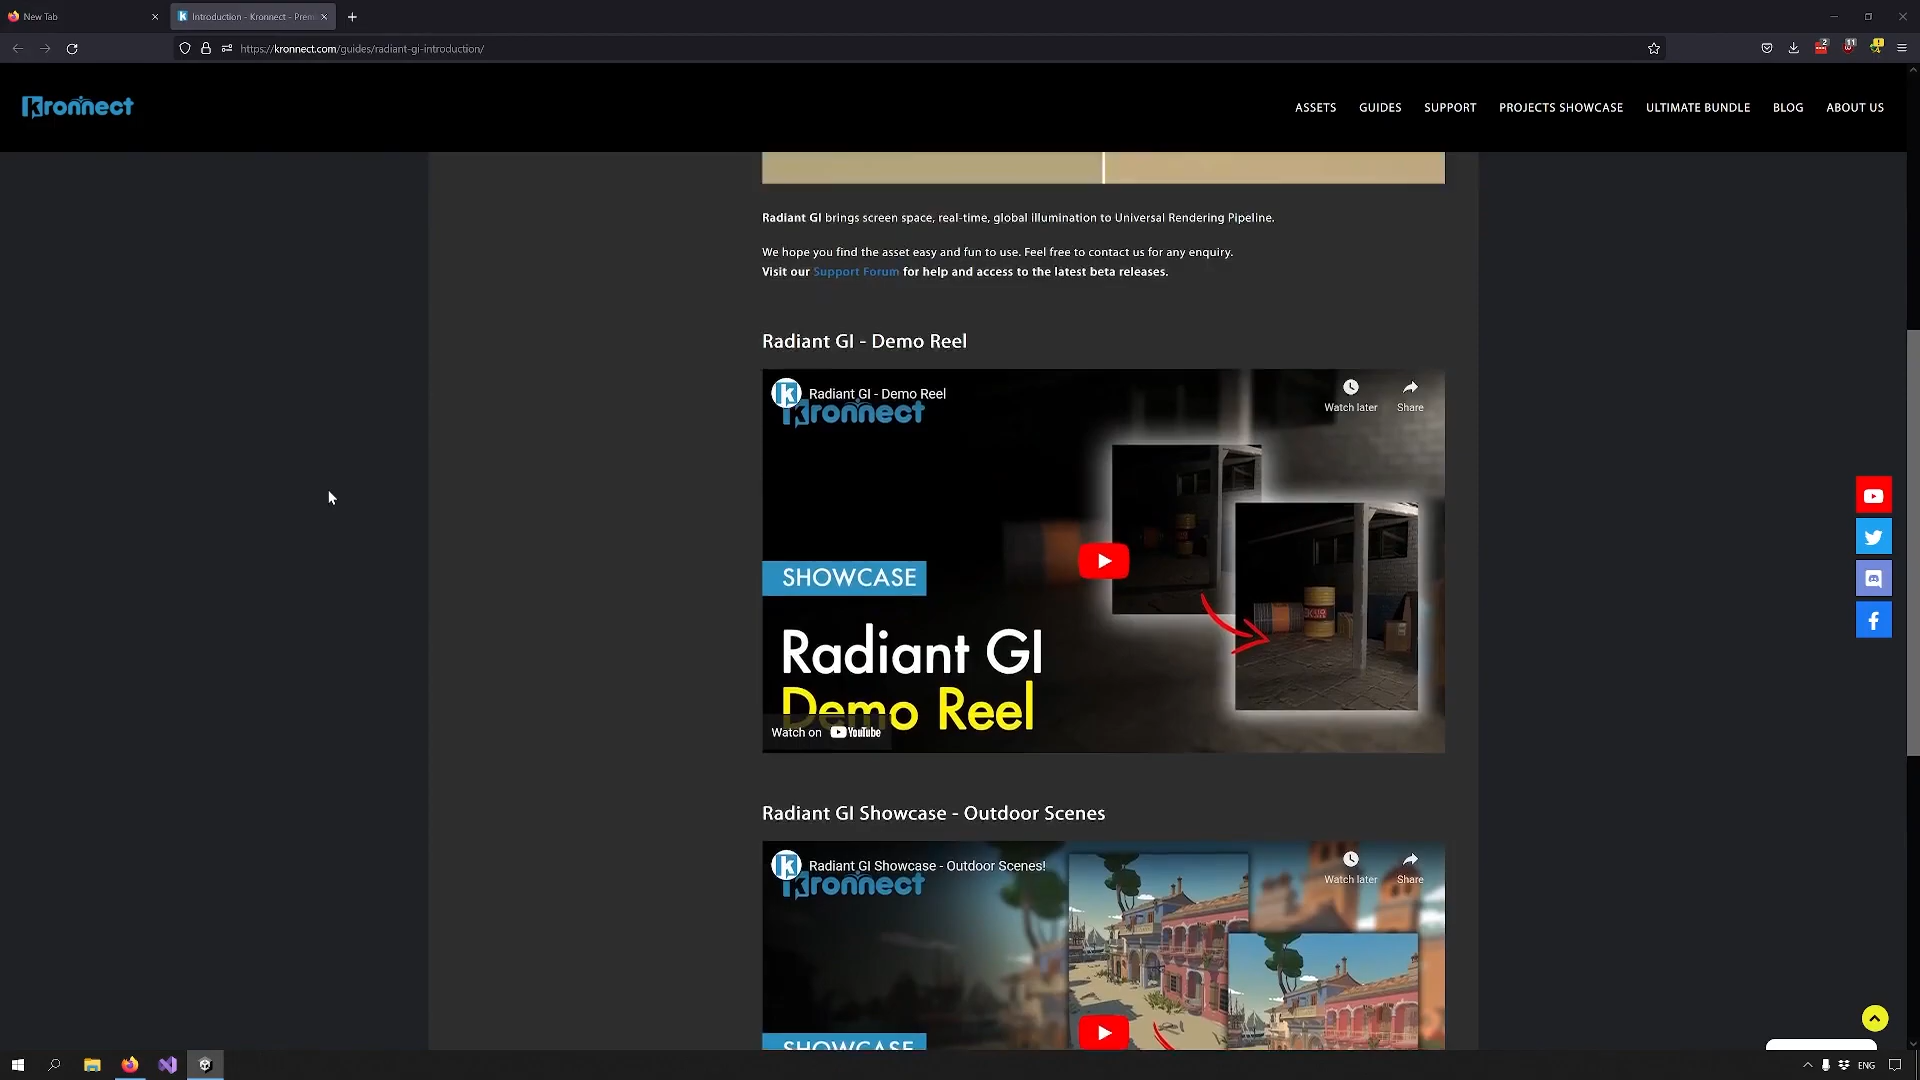 New Tab
Introduction - Kronnect - Prem
https://kronnect.com/guides/radiant-gi-introduction/
2
11
Kronnect
ASSETS
GUIDES
SUPPORT
PROJECTS SHOWCASE
ULTIMATE BUNDLE
BLOG
ABOUT US
Radiant GI brings screen space, real-time, global illumination to Universal Rendering Pipeline.
We hope you find the asset easy and fun to use. Feel free to contact us for any enquiry.
Visit our Support Forum for help and access to the latest beta releases.
Radiant GI - Demo Reel
Radiant GI - Demo Reel
Kronnect
Watch later
Share
SHOWCASE
Radiant GI
Demo Reel
Watch on YouTube
Radiant GI Showcase - Outdoor Scenes
Radiant GI Showcase - Outdoor Scenes!
Kronnect
Watch later
Share
SHOWCASE
ENG